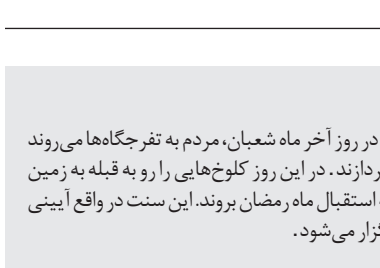 در روز آخر ماه شعبان، مردم به تفرجگاه‌ها می‌روند
ردازند. در این روز کلوخ‌هایی را رو به قبله به زمین
استقبال ماه رمضان بروند. این سنت در واقع آیینی
گزار می‌شود.